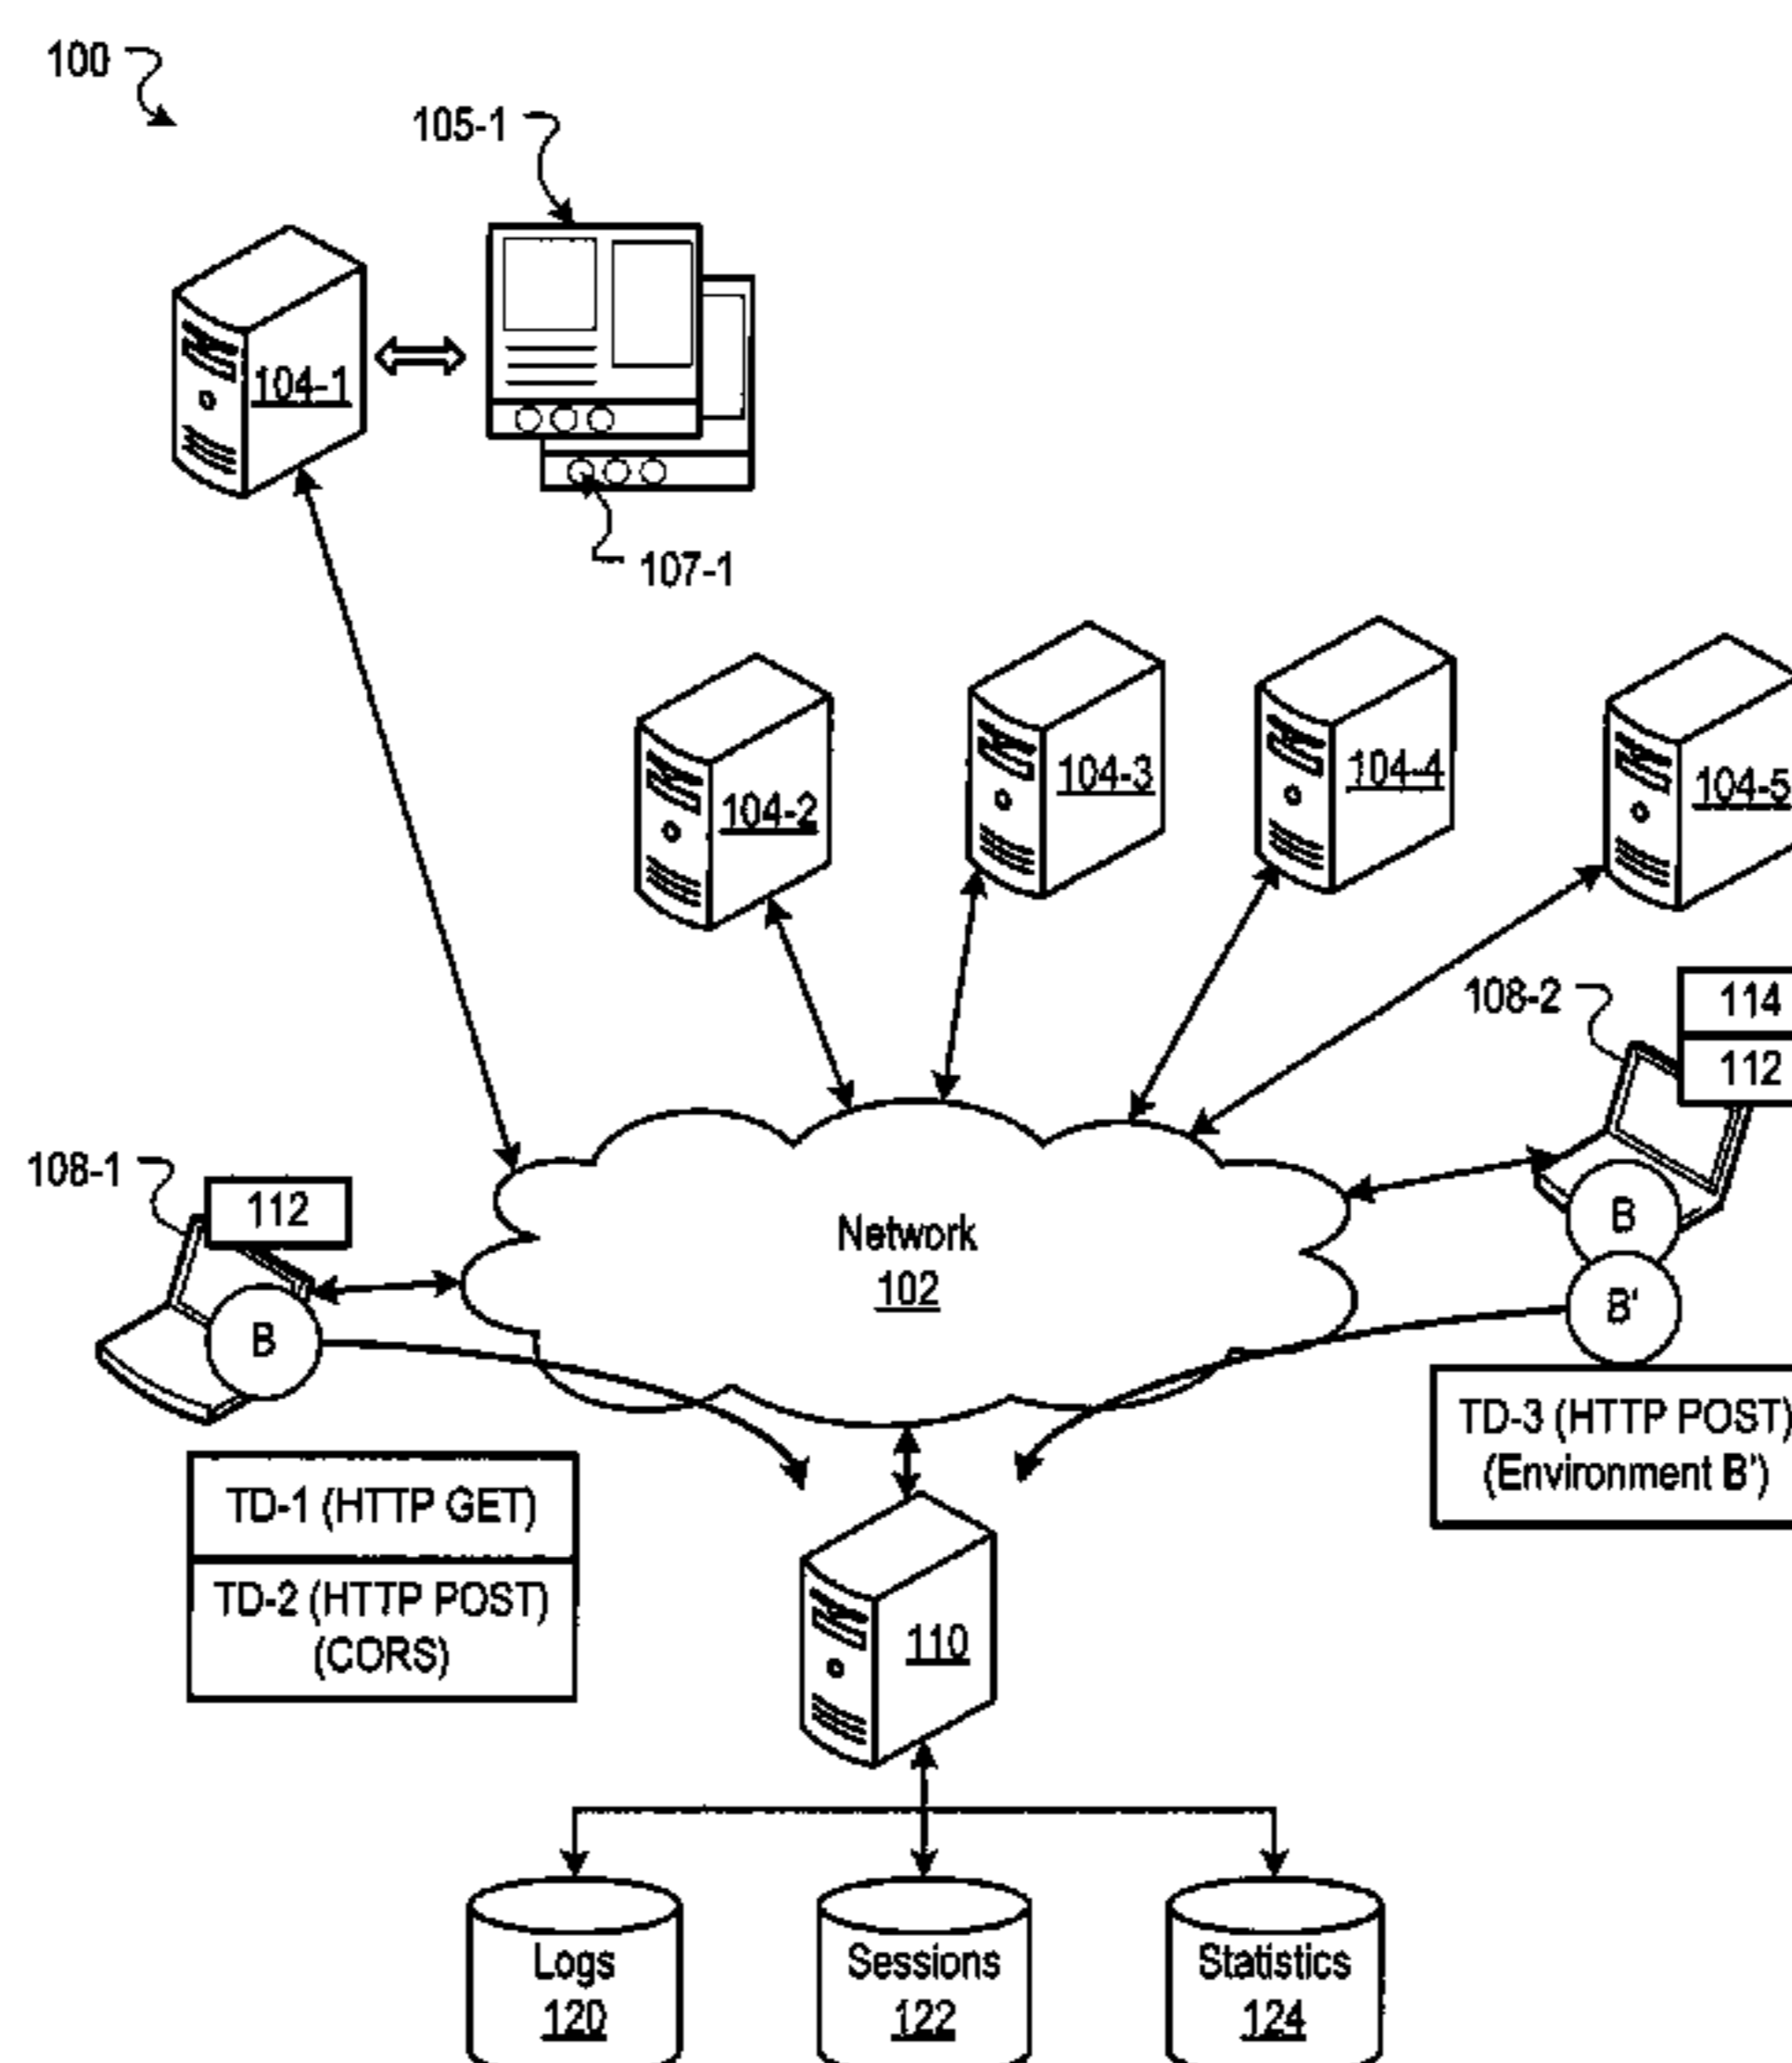 100
105-1
104-1
107-1
104-2
104-3
104-4
104-5
108-2
114
112
108-1
112
Network
102
B
B
B'
TD-3 (HTTP POST)
(Environment B')
TD-1 (HTTP GET)
TD-2 (HTTP POST)
(CORS)
110
Logs
120
Sessions
122
Statistics
124